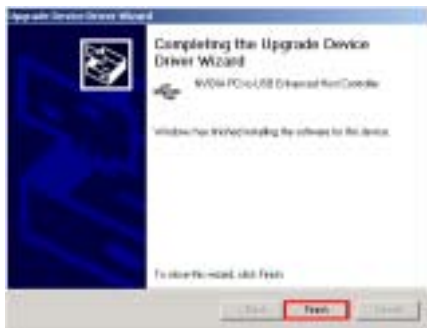 Upgrade Device Driver Wizard
Completing the Upgrade Device
Driver Wizard
NVIDIA PCI to USB Enhanced Host Controller
Windows has finished installing the software for this device.
To close this wizard, click Finish.
< Back
Finish
Cancel